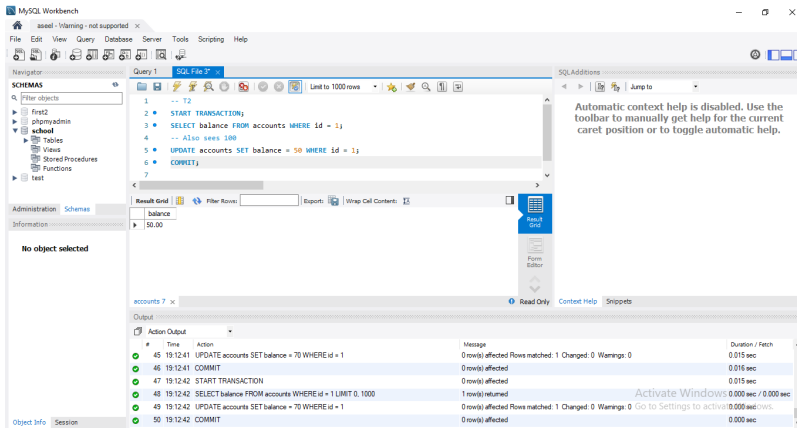 MySQL Workbench
aseel - Warning - not supported ×
File Edit View Query Database Server Tools Scripting Help
Navigator
SCHEMAS
Filter objects
first2
phpmyadmin
school
Tables
Views
Stored Procedures
Functions
test
Administration Schemas
Information
No object selected
Object Info Session
Query 1 SQL File 3* ×
Limit to 1000 rows
1 -- T2
2 START TRANSACTION;
3 SELECT balance FROM accounts WHERE id = 1;
4 -- Also sees 100
5 UPDATE accounts SET balance = 50 WHERE id = 1;
6 COMMIT;
7
Result Grid Filter Rows: Export: Wrap Cell Content:
balance
50.00
Result Grid
Form Editor
accounts 7 × Read Only
SQLAdditions
Jump to
Automatic context help is disabled. Use the
toolbar to manually get help for the current
caret position or to toggle automatic help.
Context Help Snippets
Output
Action Output
# Time Action Message Duration / Fetch
45 19:12:41 UPDATE accounts SET balance = 70 WHERE id = 1 0 row(s) affected Rows matched: 1 Changed: 0 Warnings: 0 0.015 sec
46 19:12:41 COMMIT 0 row(s) affected 0.016 sec
47 19:12:42 START TRANSACTION 0 row(s) affected 0.015 sec
48 19:12:42 SELECT balance FROM accounts WHERE id = 1 LIMIT 0, 1000 1 row(s) returned 0.000 sec / 0.000 sec
49 19:12:42 UPDATE accounts SET balance = 70 WHERE id = 1 0 row(s) affected Rows matched: 1 Changed: 0 Warnings: 0 0.000 sec
50 19:12:42 COMMIT 0 row(s) affected 0.000 sec
Activate Windows
Go to Settings to activate Windows.